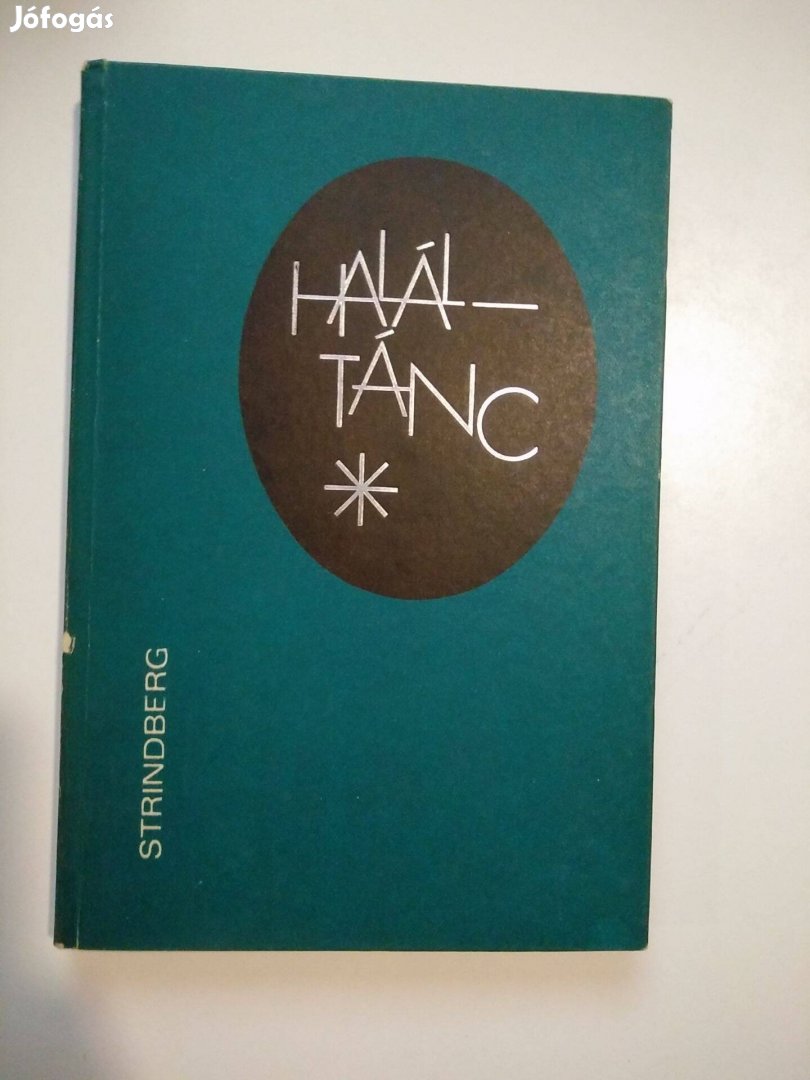 Jófogás
HALÁL–
TÁNC
*
STRINDBERG